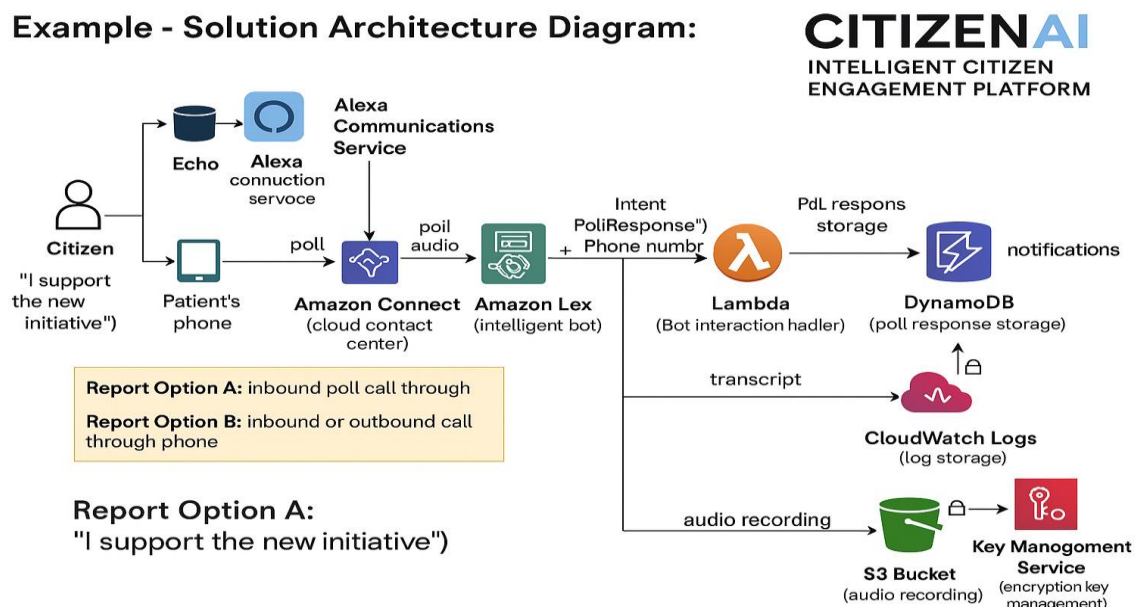 Example - Solution Architecture Diagram:
CITIZENAI
INTELLIGENT CITIZEN
ENGAGEMENT PLATFORM
Echo
Alexa
connuction
servoce
Alexa
Communications
Service
Citizen
"I support
the new
initiative")
Patient's
phone
poll
Amazon Connect
(cloud contact
center)
poil
audio
Amazon Lex
(intelligent bot)
+
Intent
PoliResponse")
Phone numbr
Lambda
(Bot interaction hadler)
PdL respons
storage
DynamoDB
(poll response storage)
notifications
transcript
CloudWatch Logs
(log storage)
audio recording
S3 Bucket
(audio recording)
Key Manogoment
Service
(encryption key
management)
Report Option A: inbound poll call through
Report Option B: inbound or outbound call
through phone
Report Option A:
"I support the new initiative")